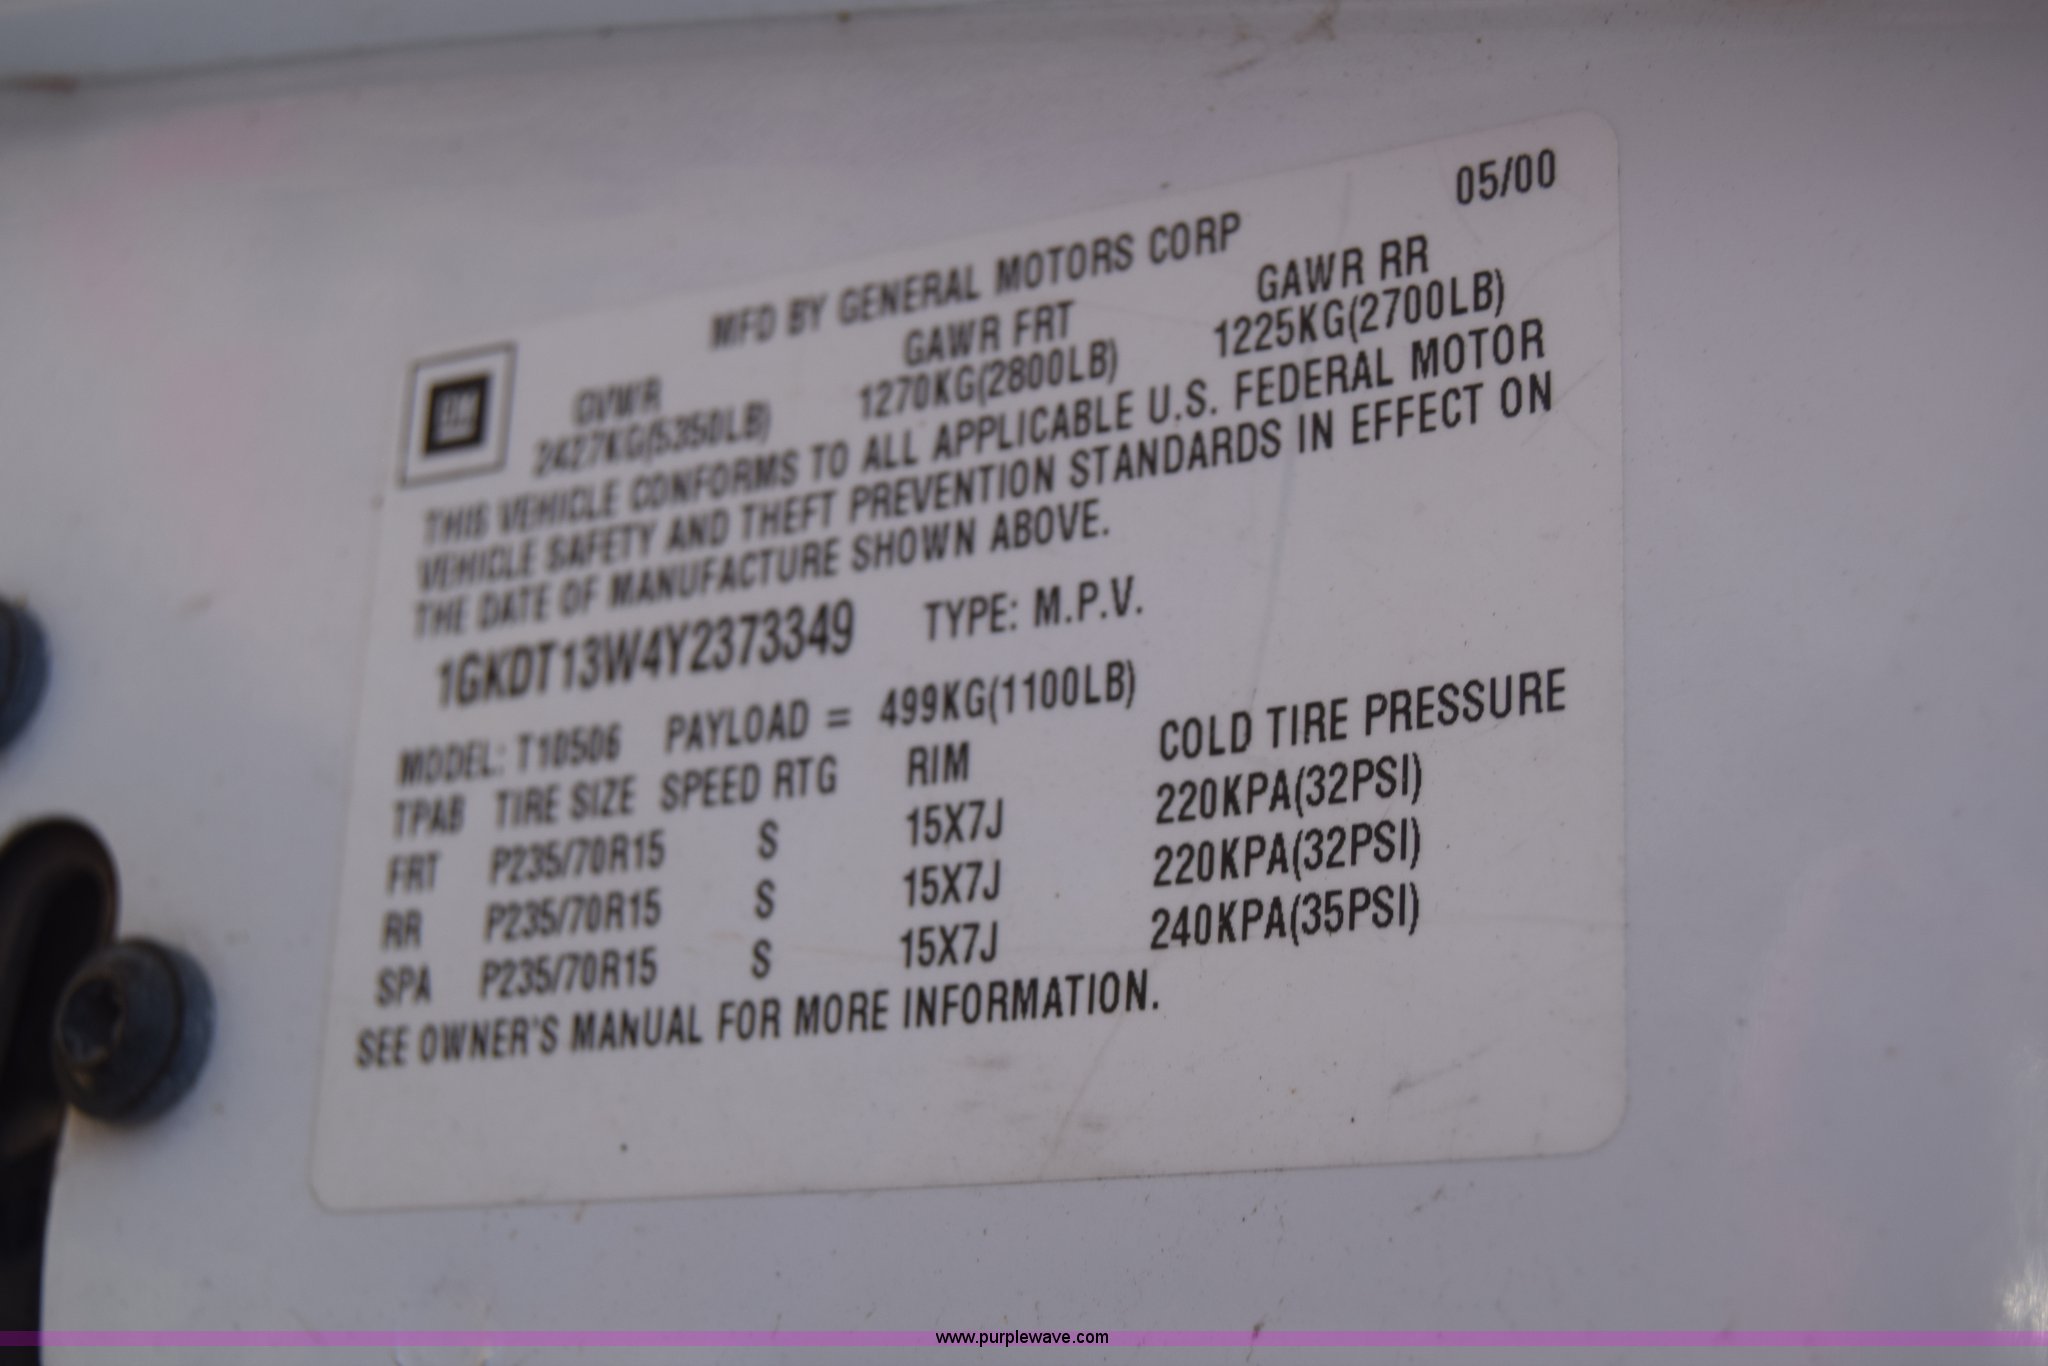 05/00
MFD BY GENERAL MOTORS CORP
GM
GVWR GAWR FRT GAWR RR
2427KG(5350LB) 1270KG(2800LB) 1225KG(2700LB)
THIS VEHICLE CONFORMS TO ALL APPLICABLE U.S. FEDERAL MOTOR
VEHICLE SAFETY AND THEFT PREVENTION STANDARDS IN EFFECT ON
THE DATE OF MANUFACTURE SHOWN ABOVE.
1GKDT13W4Y2373349 TYPE: M.P.V.
MODEL: T10506 PAYLOAD = 499KG(1100LB)
TPAB TIRE SIZE SPEED RTG RIM COLD TIRE PRESSURE
FRT P235/70R15 S 15X7J 220KPA(32PSI)
RR P235/70R15 S 15X7J 220KPA(32PSI)
SPA P235/70R15 S 15X7J 240KPA(35PSI)
SEE OWNER'S MANUAL FOR MORE INFORMATION.
www.purplewave.com